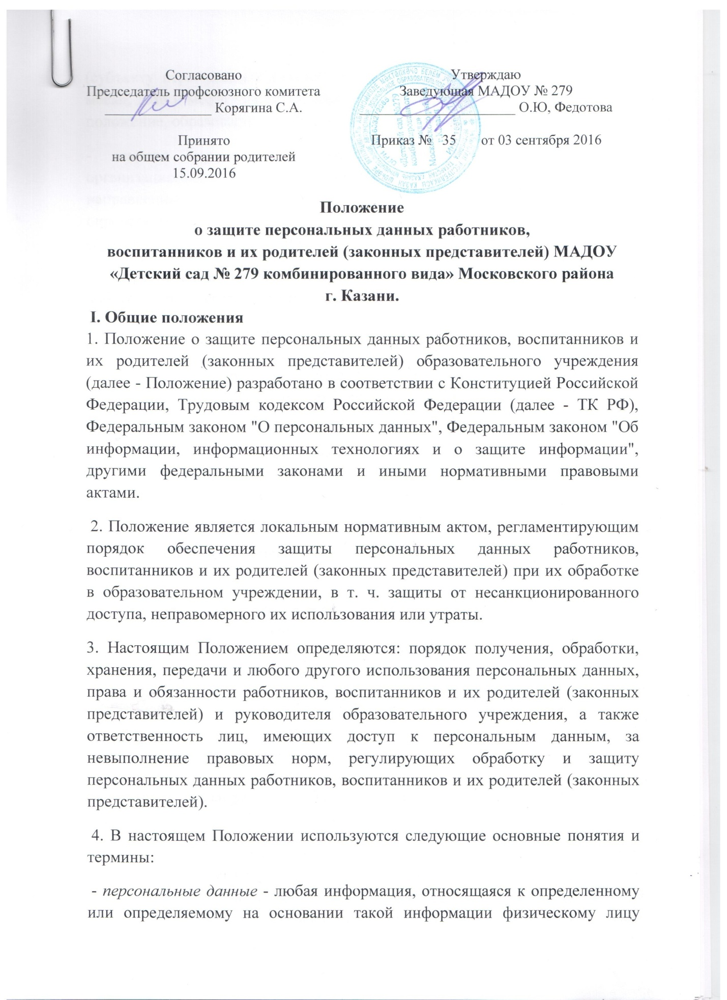 Согласовано
Председатель профсоюзного комитета
_______________ Корягина С.А.
Принято
на общем собрании родителей
15.09.2016
Утверждаю
Заведующая МАДОУ № 279
______________________ О.Ю, Федотова
Приказ № 35 от 03 сентября 2016
Положение
о защите персональных данных работников,
воспитанников и их родителей (законных представителей) МАДОУ
«Детский сад № 279 комбинированного вида» Московского района
г. Казани.
I. Общие положения
1. Положение о защите персональных данных работников, воспитанников и
их родителей (законных представителей) образовательного учреждения
(далее - Положение) разработано в соответствии с Конституцией Российской
Федерации, Трудовым кодексом Российской Федерации (далее - ТК РФ),
Федеральным законом "О персональных данных", Федеральным законом "Об
информации, информационных технологиях и о защите информации",
другими федеральными законами и иными нормативными правовыми
актами.
2. Положение является локальным нормативным актом, регламентирующим
порядок обеспечения защиты персональных данных работников,
воспитанников и их родителей (законных представителей) при их обработке
в образовательном учреждении, в т. ч. защиты от несанкционированного
доступа, неправомерного их использования или утраты.
3. Настоящим Положением определяются: порядок получения, обработки,
хранения, передачи и любого другого использования персональных данных,
права и обязанности работников, воспитанников и их родителей (законных
представителей) и руководителя образовательного учреждения, а также
ответственность лиц, имеющих доступ к персональным данным, за
невыполнение правовых норм, регулирующих обработку и защиту
персональных данных работников, воспитанников и их родителей (законных
представителей).
4. В настоящем Положении используются следующие основные понятия и
термины:
- персональные данные - любая информация, относящаяся к определенному
или определяемому на основании такой информации физическому лицу